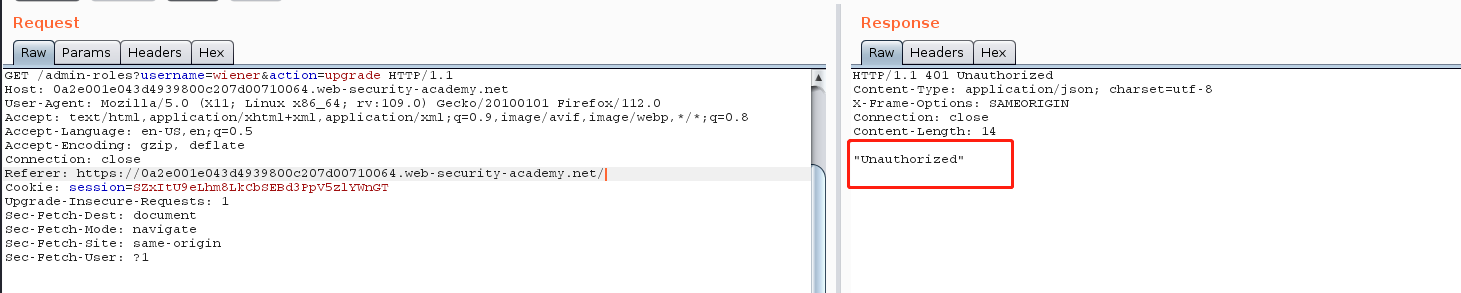 Request
Raw Params Headers Hex
GET /admin-roles?username=wiener&action=upgrade HTTP/1.1
Host: 0a2e001e043d4939800c207d00710064.web-security-academy.net
User-Agent: Mozilla/5.0 (X11; Linux x86_64; rv:109.0) Gecko/20100101 Firefox/112.0
Accept: text/html,application/xhtml+xml,application/xml;q=0.9,image/avif,image/webp,*/*;q=0.8
Accept-Language: en-US,en;q=0.5
Accept-Encoding: gzip, deflate
Connection: close
Referer: https://0a2e001e043d4939800c207d00710064.web-security-academy.net/
Cookie: session=SZxItU9eLhm8LkCbSEBd3PpV5zlYWnGT
Upgrade-Insecure-Requests: 1
Sec-Fetch-Dest: document
Sec-Fetch-Mode: navigate
Sec-Fetch-Site: same-origin
Sec-Fetch-User: ?1
Response
Raw Headers Hex
HTTP/1.1 401 Unauthorized
Content-Type: application/json; charset=utf-8
X-Frame-Options: SAMEORIGIN
Connection: close
Content-Length: 14
"Unauthorized"